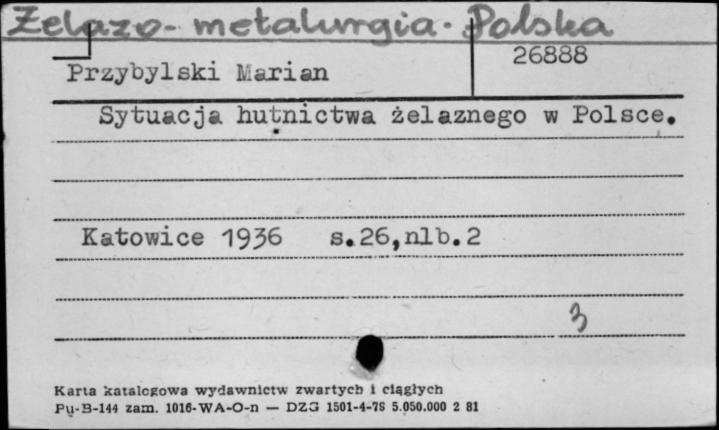 Żelazo - metalurgia. Polska
26888
Przybylski Marian
Sytuacja hutnictwa żelaznego w Polsce.
Katowice 1936 s.26,nlb.2
3
Karta katalogowa wydawnictw zwartych i ciągłych
Pu-B-144 zam. 1016-WA-O-n — DZG 1501-4-78 5.050.000 2 81